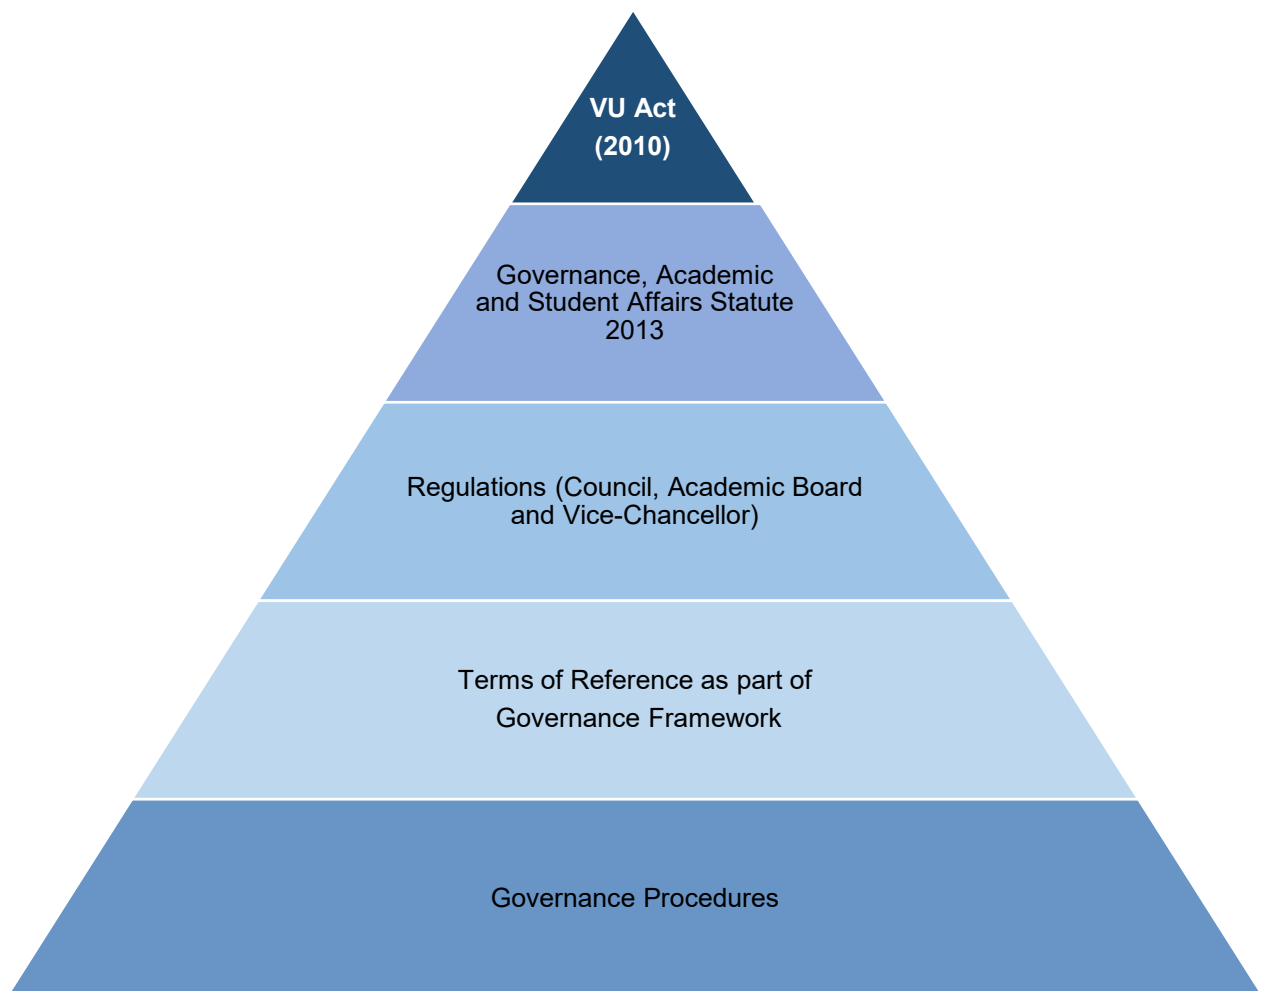 VU Act
(2010)
Governance, Academic
and Student Affairs Statute
2013
Regulations (Council, Academic Board
and Vice-Chancellor)
Terms of Reference as part of
Governance Framework
Governance Procedures